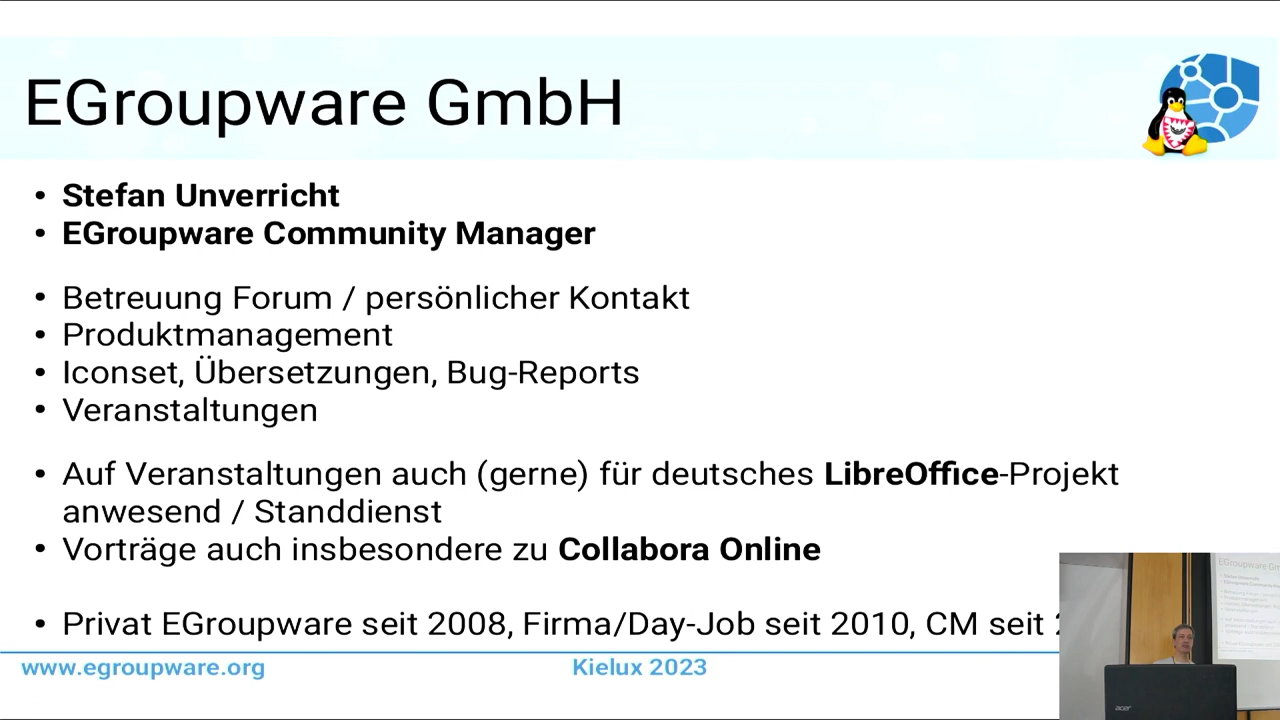 EGroupware GmbH
• Stefan Unverricht
• EGroupware Community Manager
• Betreuung Forum / persönlicher Kontakt
• Produktmanagement
• Iconset, Übersetzungen, Bug-Reports
• Veranstaltungen
• Auf Veranstaltungen auch (gerne) für deutsches LibreOffice-Projekt
anwesend / Standdienst
• Vorträge auch insbesondere zu Collabora Online
• Privat EGroupware seit 2008, Firma/Day-Job seit 2010, CM seit
www.egroupware.org
Kielux 2023
acer